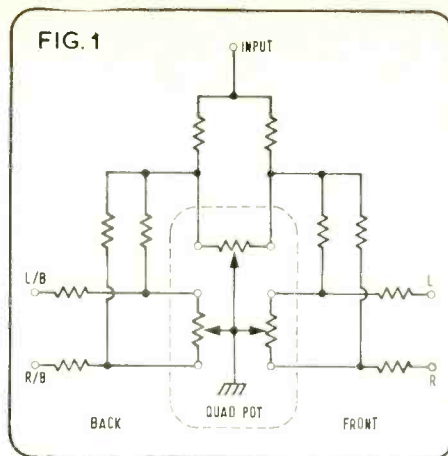 FIG. 1
INPUT
L/B
L
R/B
R
BACK
QUAD POT
FRONT